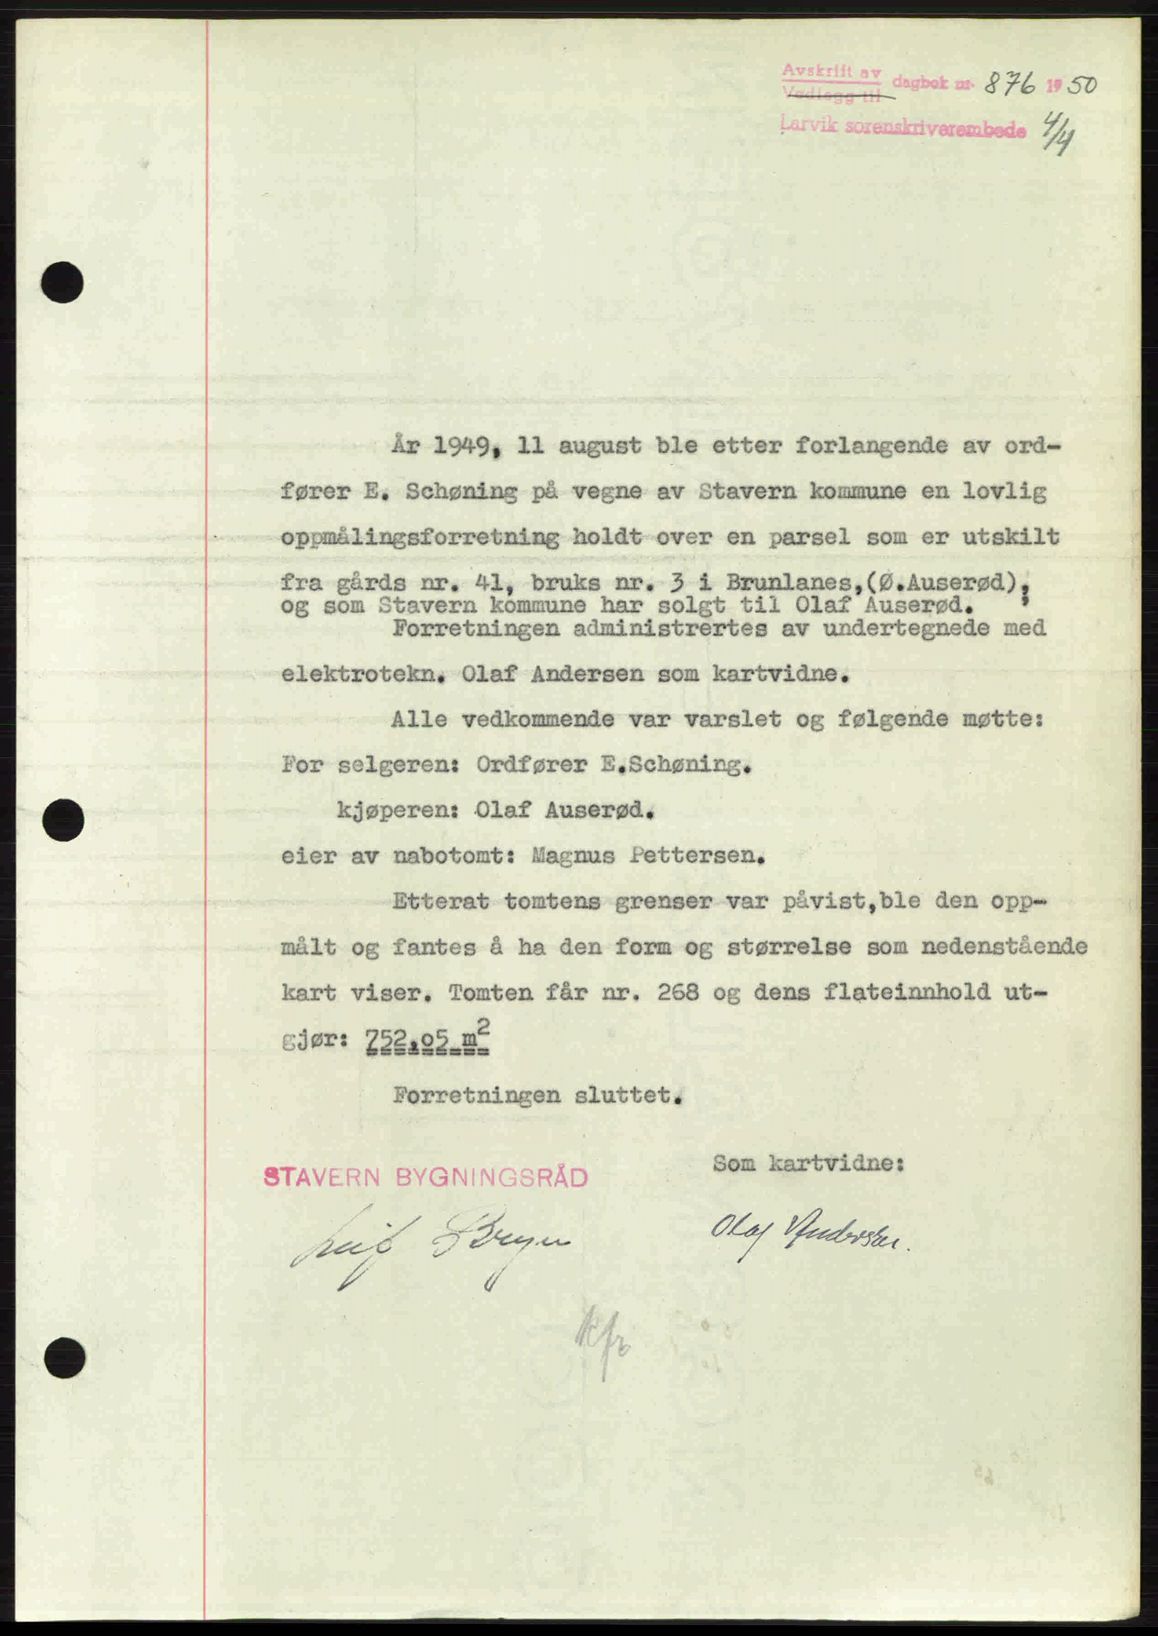 Avskrift av
Vedlegg til
dagbok nr. 876 1950
Larvik sorenskriverembede 4/4
År 1949, 11 august ble etter forlangende av ord-
fører E. Schøning på vegne av Stavern kommune en lovlig
oppmålingsforretning holdt over en parsel som er utskilt
fra gårds nr. 41, bruks nr. 3 i Brunlanes,(Ø.Auserød),
og som Stavern kommune har solgt til Olaf Auserød.
Forretningen administrertes av undertegnede med
elektrotekn. Olaf Andersen som kartvidne.
Alle vedkommende var varslet og følgende møtte:
For selgeren: Ordfører E.Schøning.
kjøperen: Olaf Auserød.
eier av nabotomt: Magnus Pettersen.
Etterat tomtens grenser var påvist,ble den opp-
målt og fantes å ha den form og størrelse som nedenstående
kart viser. Tomten får nr. 268 og dens flateinnhold ut-
gjør: 752,05 m2
Forretningen sluttet.
Som kartvidne:
STAVERN BYGNINGSRÅD
Leif Bryn
Olaf Andersen.